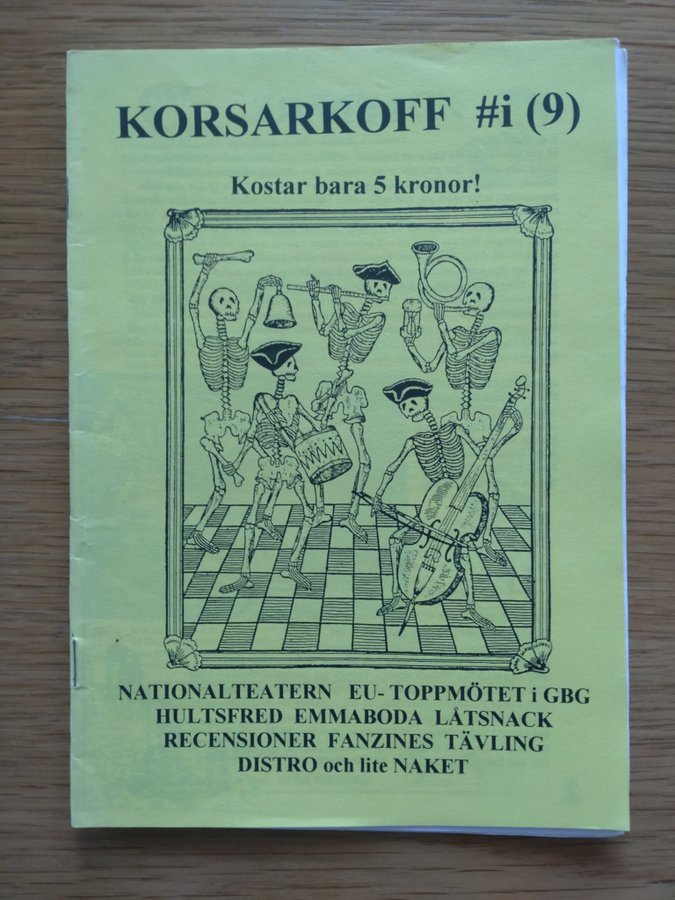 KORSARKOFF #i (9)
Kostar bara 5 kronor!
NATIONALTEATERN EU- TOPPMÖTET i GBG
HULTSFRED EMMABODA LÅTSNACK
RECENSIONER FANZINES TÄVLING
DISTRO och lite NAKET